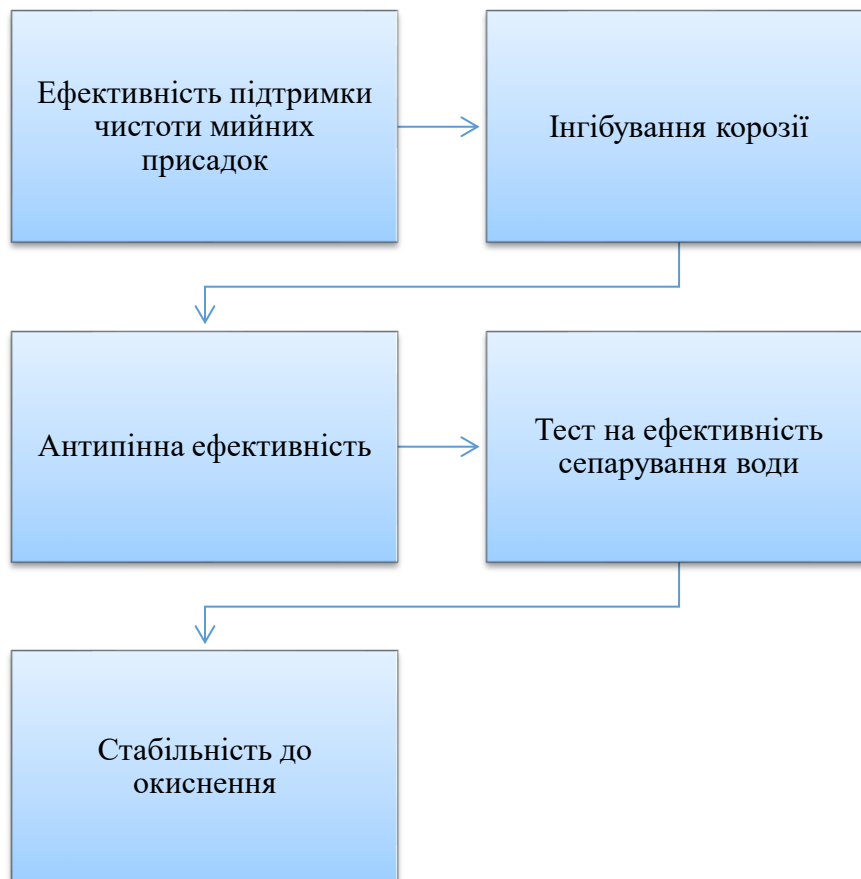 Ефективність підтримки
чистоти мийних
присадок
Інгібування корозії
Антипінна ефективність
Тест на ефективність
сепарування води
Стабільність до
окиснення